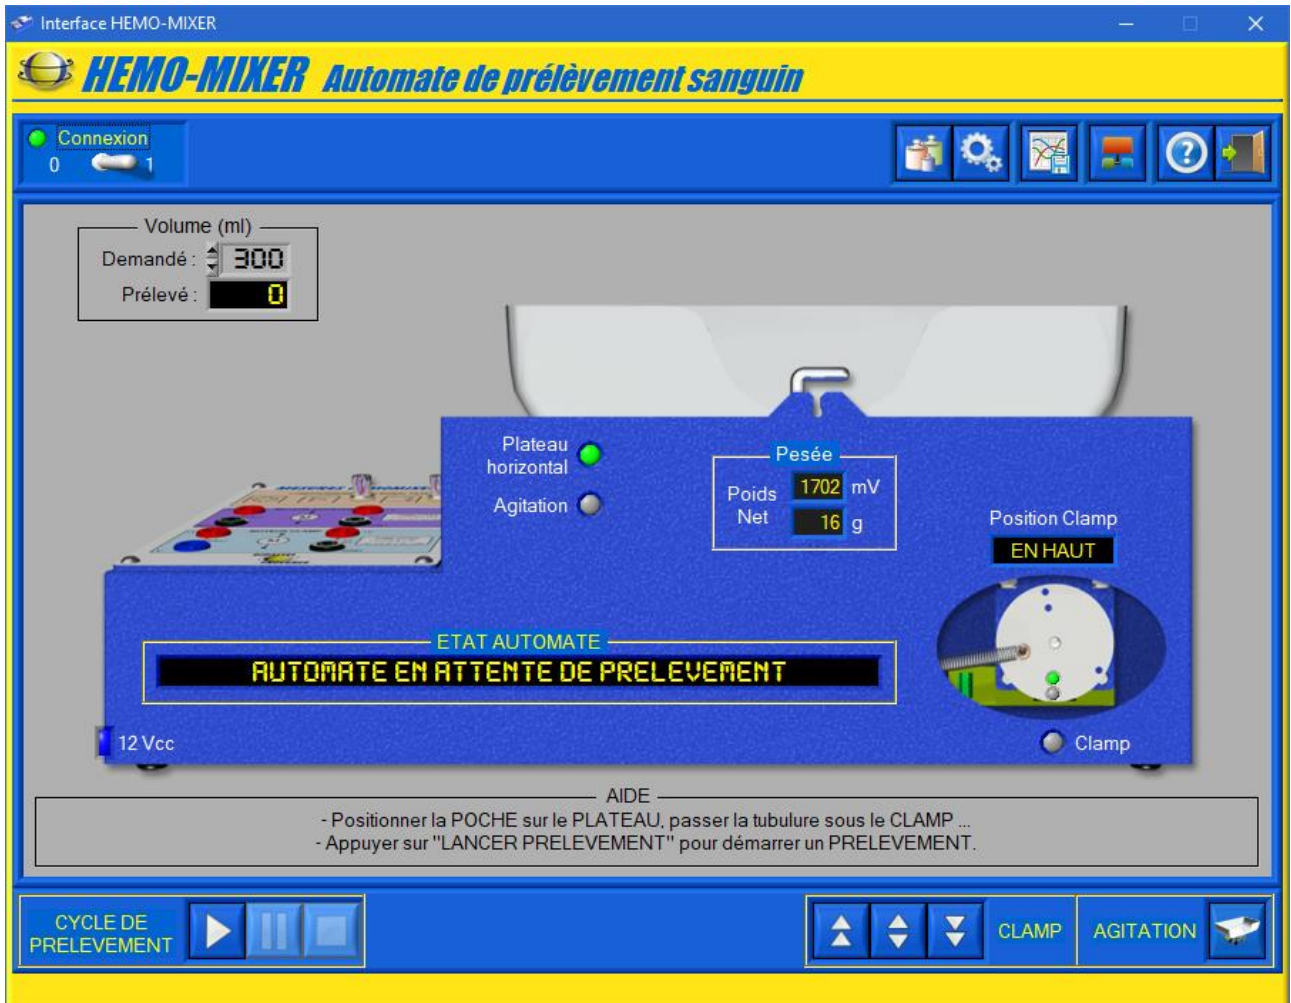 Interface HEMO-MIXER
HEMO-MIXER Automate de prélèvement sanguin
Connexion
0 1
Volume (ml)
Demandé : 300
Prélevé : 0
Plateau horizontal
Agitation
Pesée
Poids Net
1702 mV
16 g
Position Clamp
EN HAUT
ETAT AUTOMATE
AUTOMATE EN ATTENTE DE PRELEVEMENT
12 Vcc
Clamp
AIDE
- Positionner la POCHE sur le PLATEAU, passer la tubulure sous le CLAMP ...
- Appuyer sur "LANCER PRELEVEMENT" pour démarrer un PRELEVEMENT.
CYCLE DE
PRELEVEMENT
CLAMP
AGITATION